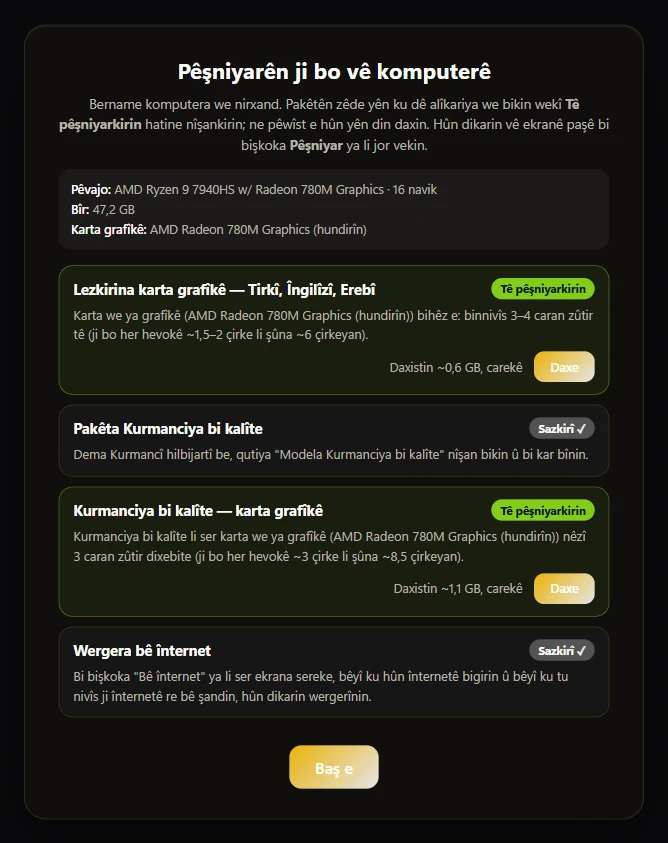 Pêşniyarên ji bo vê komputerê
Bername komputera we nirxand. Pakêtên zêde yên ku dê alîkariya we bikin wekî Tê
pêşniyarkirin hatine nîşankirin; ne pêwîst e hûn yên din daxin. Hûn dikarin vê ekranê paşê bi
bişkoka Pêşniyar ya li jor vekin.
Pêvajo: AMD Ryzen 9 7940HS w/ Radeon 780M Graphics · 16 navik
Bîr: 47,2 GB
Karta grafîkê: AMD Radeon 780M Graphics (hundirîn)
Lezkirina karta grafîkê — Tirkî, Îngilîzî, Erebî
Tê pêşniyarkirin
Karta we ya grafîkê (AMD Radeon 780M Graphics (hundirîn)) bihêz e: binnivîs 3–4 caran zûtir
tê (ji bo her hevokê ~1,5–2 çirke li şûna ~6 çirkeyan).
Daxistin ~0,6 GB, carekê
Daxe
Pakêta Kurmanciya bi kalîte
Sazkirî ✓
Dema Kurmancî hilbijartî be, qutiya "Modela Kurmanciya bi kalîte" nîşan bikin û bi kar bînin.
Kurmanciya bi kalîte — karta grafîkê
Tê pêşniyarkirin
Kurmanciya bi kalîte li ser karta we ya grafîkê (AMD Radeon 780M Graphics (hundirîn)) nêzî
3 caran zûtir dixebite (ji bo her hevokê ~3 çirke li şûna ~8,5 çirkeyan).
Daxistin ~1,1 GB, carekê
Daxe
Wergera bê înternet
Sazkirî ✓
Bi bişkoka "Bê înternet" ya li ser ekrana sereke, bêyî ku hûn înternetê bigirin û bêyî ku tu
nivîs ji înternetê re bê şandin, hûn dikarin wergerînin.
Baş e